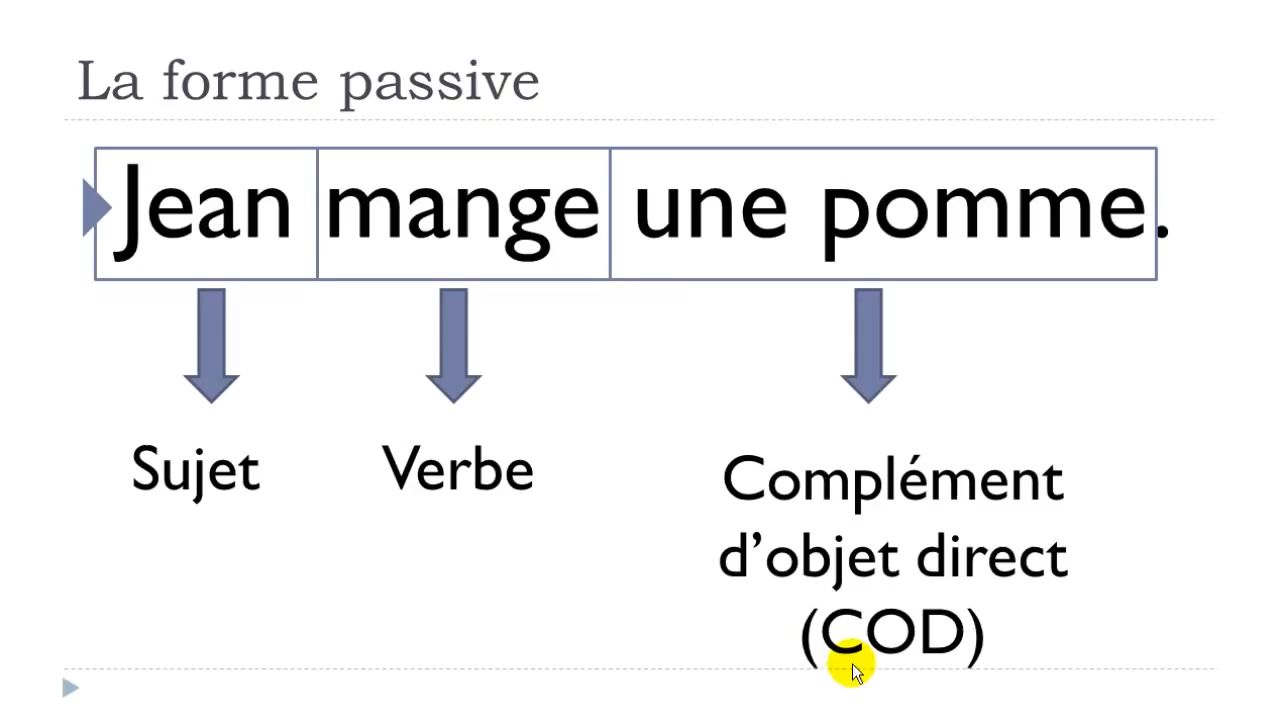 La forme passive
Jean mange une pomme.
Sujet
Verbe
Complément
d’objet direct
(COD)